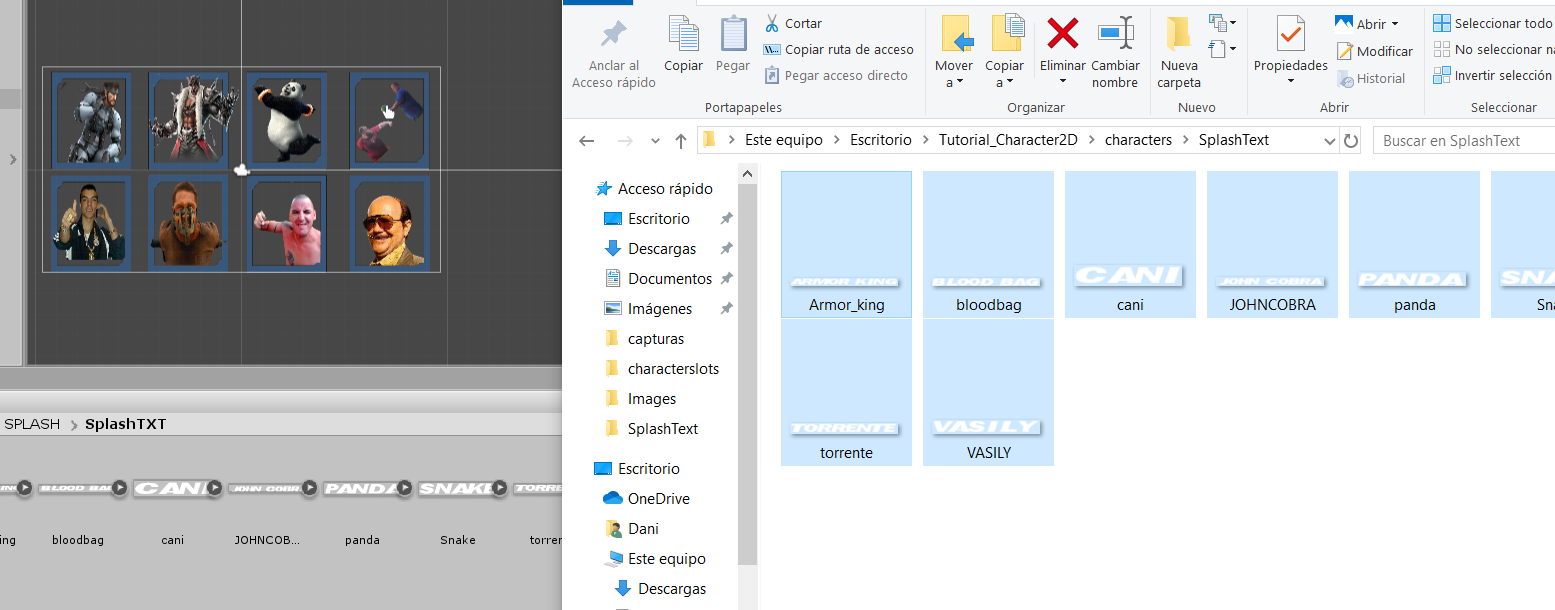 Cortar
Copiar ruta de acceso
Pegar acceso directo
Anclar al
Acceso rápido
Copiar
Pegar
Portapapeles
Mover
a
Copiar
a
Eliminar
Cambiar
nombre
Organizar
Nueva
carpeta
Nuevo
Propiedades
Abrir
Modificar
Historial
Abrir
Seleccionar todo
No seleccionar na
Invertir selección
Seleccionar
Este equipo
Escritorio
Tutorial_Character2D
characters
SplashText
Buscar en SplashText
Acceso rápido
Escritorio
Descargas
Documentos
Imágenes
capturas
characterslots
Images
SplashText
Escritorio
OneDrive
Dani
Este equipo
Descargas
ARMOR KING
Armor_king
BLOOD BAG
bloodbag
CANI
cani
JOHN COBRA
JOHNCOBRA
PANDA
panda
SNA
Sna
TORRENTE
torrente
VASILY
VASILY
SPLASH
SplashTXT
BLOOD BAG
CANI
JOHN COBR
PANDA
SNAKE
TORRE
ing
bloodbag
cani
JOHNCOB...
panda
Snake
torrer